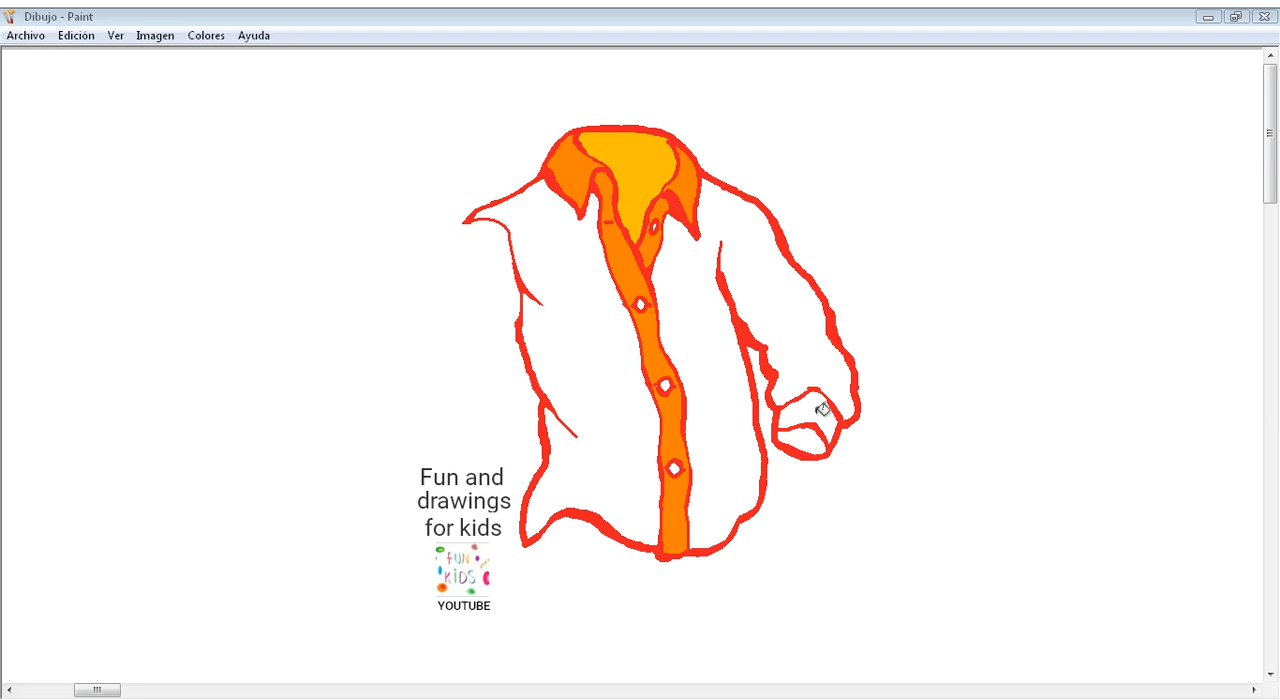 Dibujo - Paint
Archivo Edición Ver Imagen Colores Ayuda
Fun and
drawings
for kids
fUN
KiDS
YOUTUBE